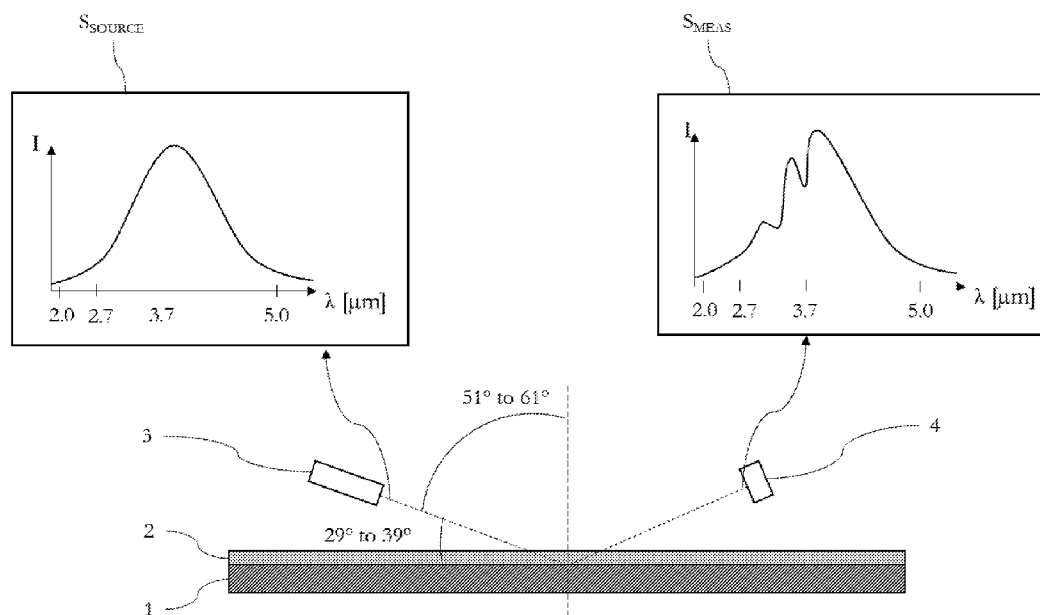 S_SOURCE
S_MEAS
I
λ [μm]
2.0 2.7 3.7 5.0
I
λ [μm]
2.0 2.7 3.7 5.0
51° to 61°
3
4
29° to 39°
2
1